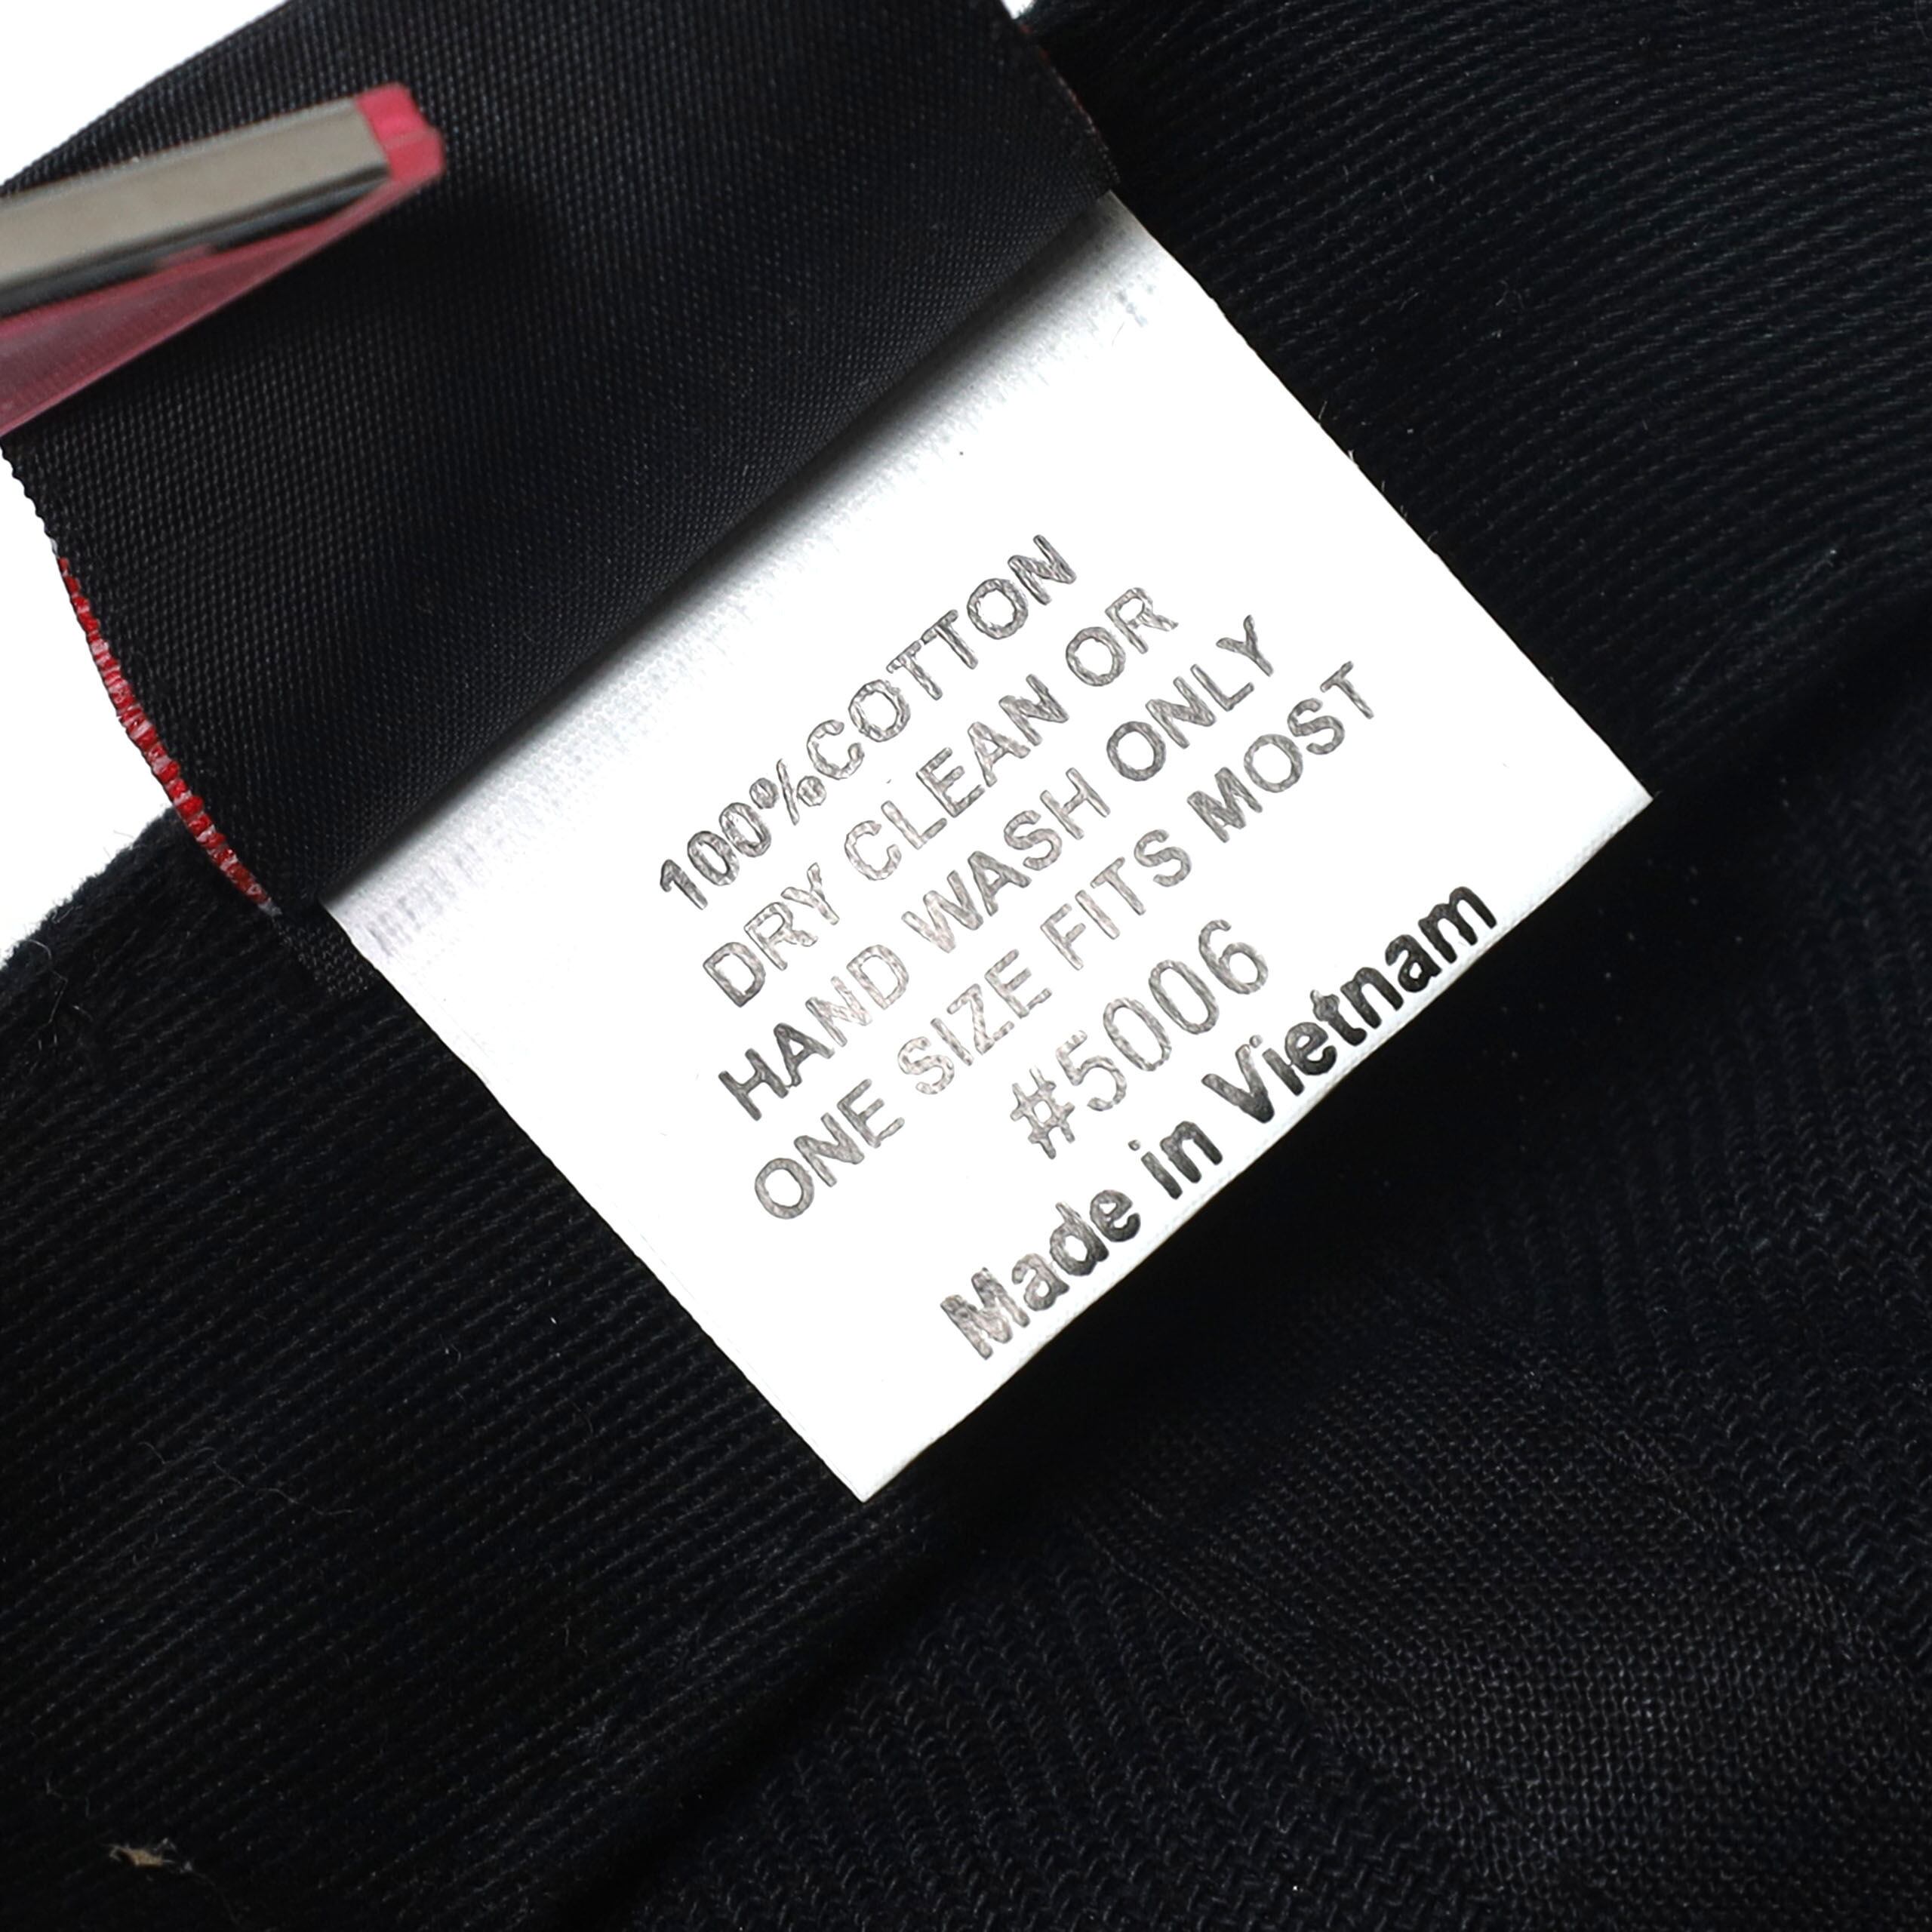 100%COTTON
DRY CLEAN OR
HAND WASH ONLY
ONE SIZE FITS MOST
#5006
Made in Vietnam